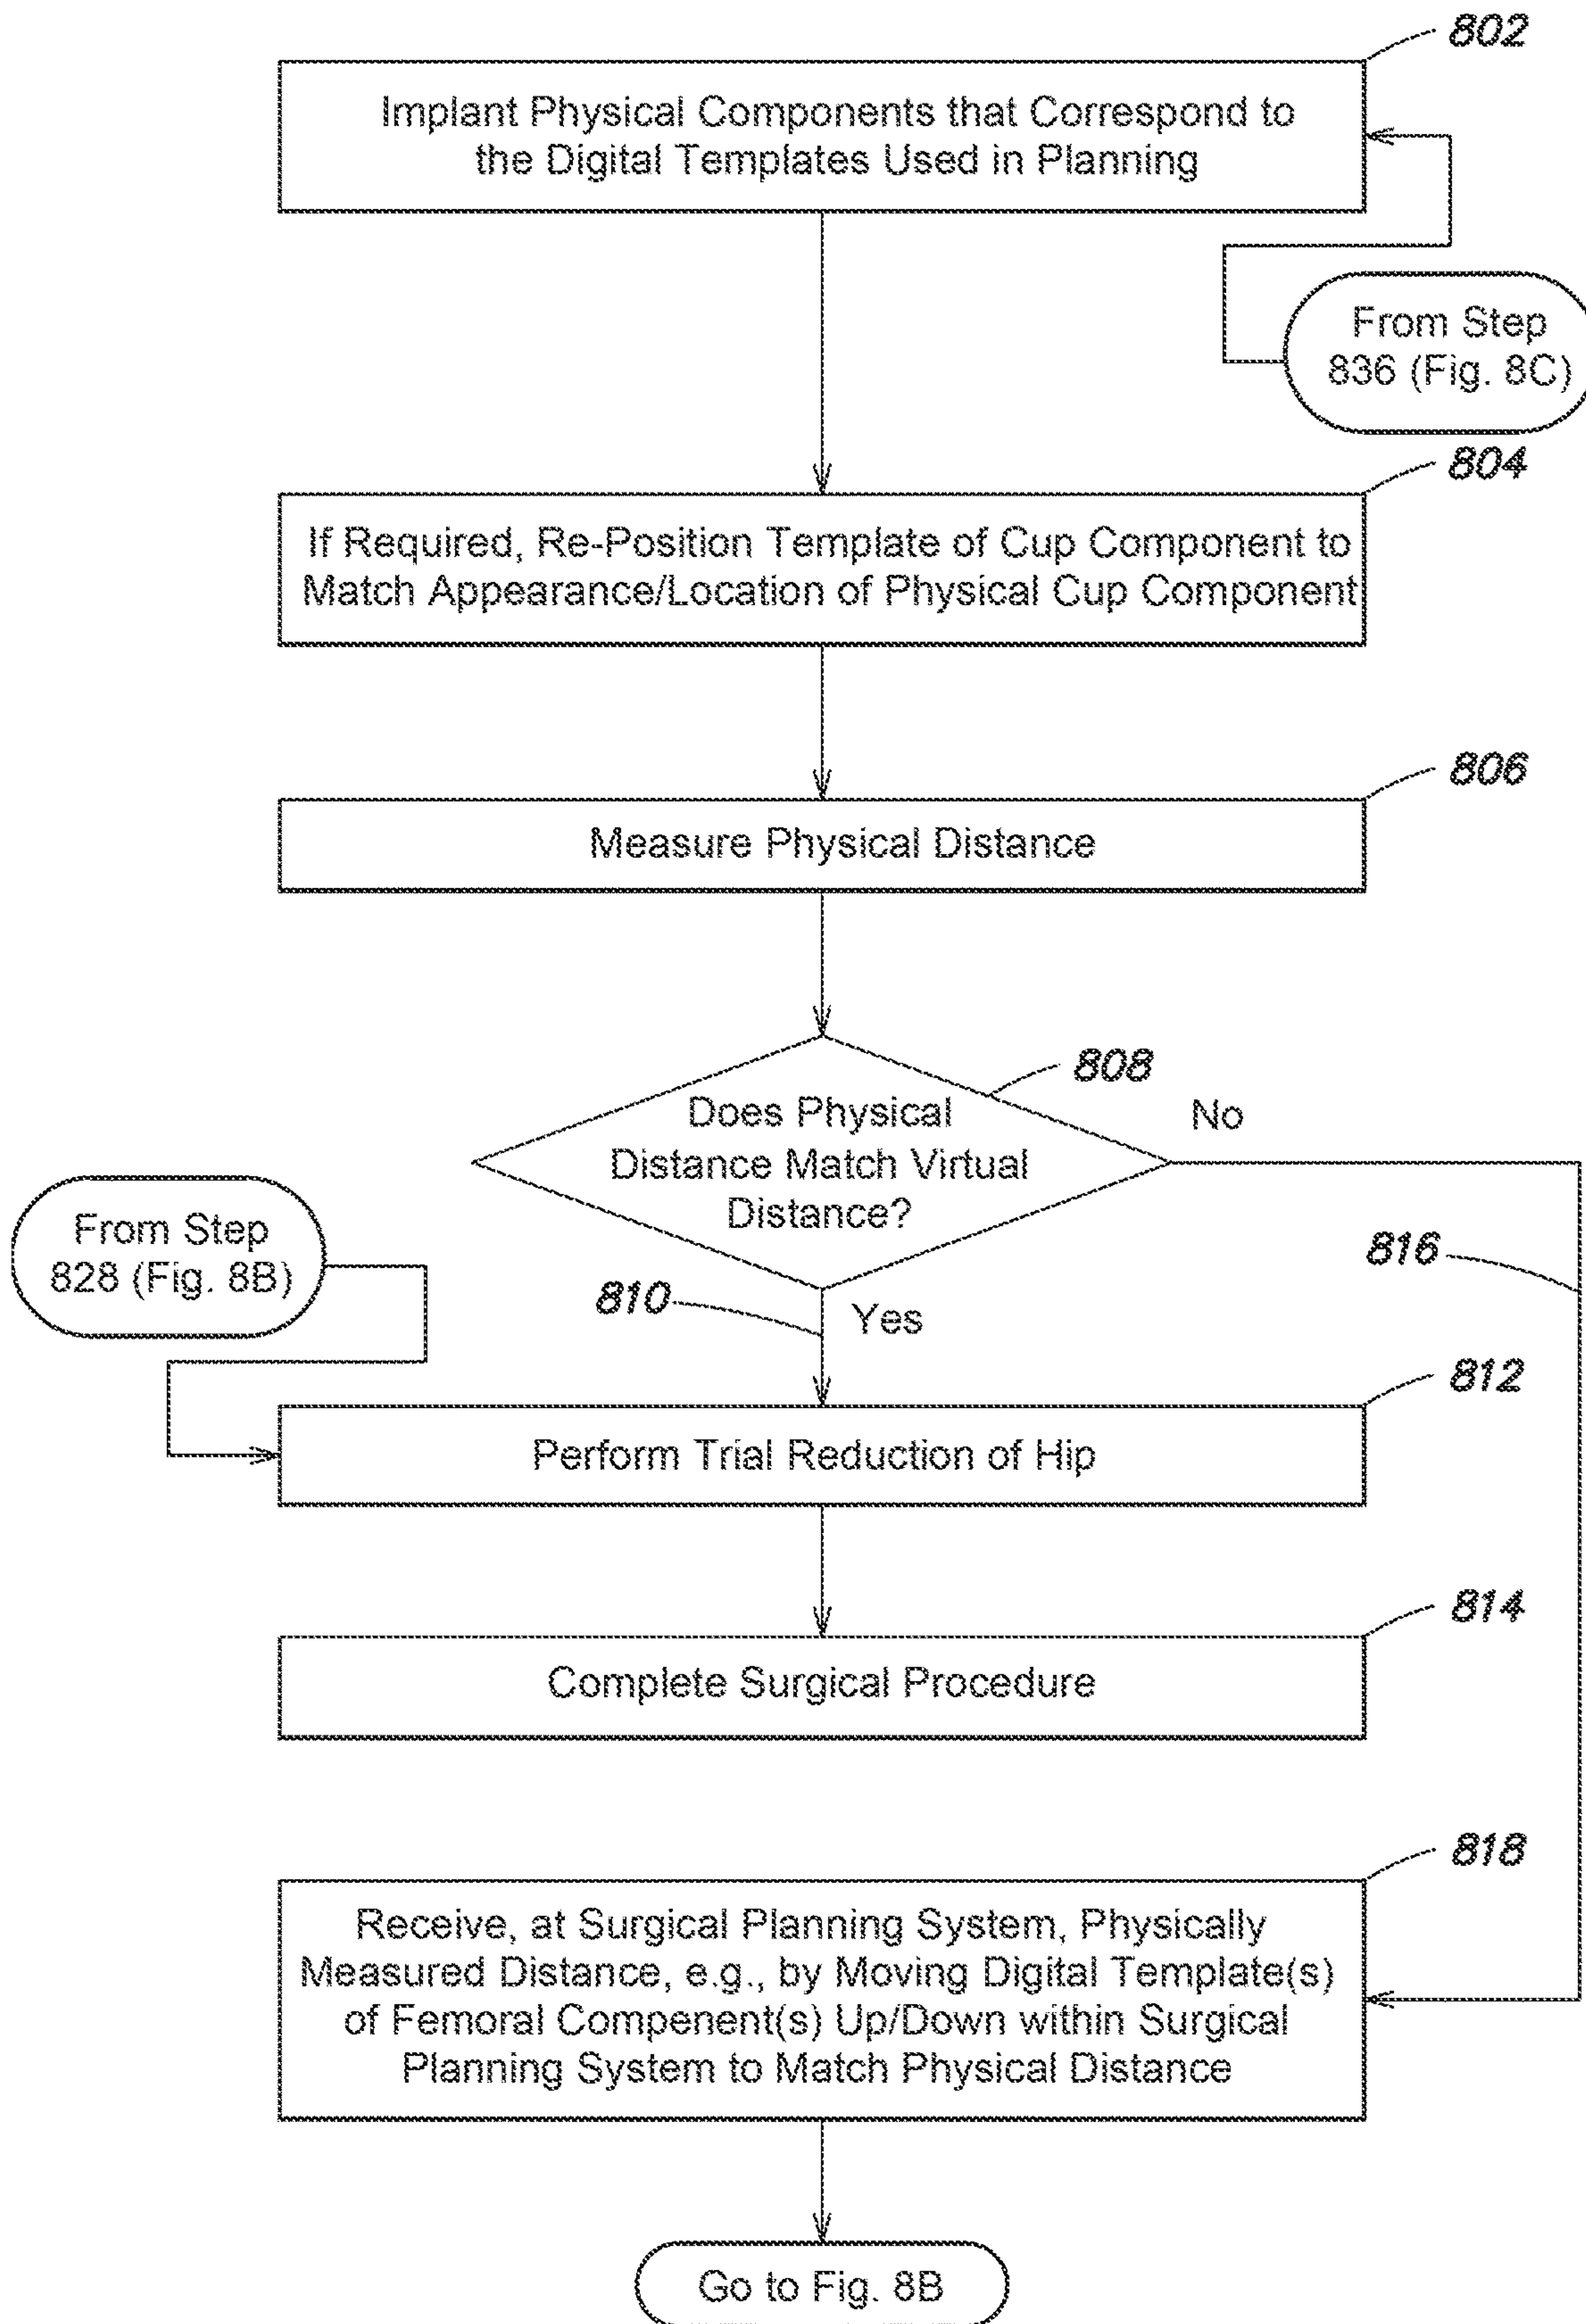 802
Implant Physical Components that Correspond to
the Digital Templates Used in Planning
From Step
836 (Fig. 8C)
804
If Required, Re-Position Template of Cup Component to
Match Appearance/Location of Physical Cup Component
806
Measure Physical Distance
808
Does Physical
Distance Match Virtual
Distance?
No
From Step
828 (Fig. 8B)
816
810
Yes
812
Perform Trial Reduction of Hip
814
Complete Surgical Procedure
818
Receive, at Surgical Planning System, Physically
Measured Distance, e.g., by Moving Digital Template(s)
of Femoral Compenent(s) Up/Down within Surgical
Planning System to Match Physical Distance
Go to Fig. 8B